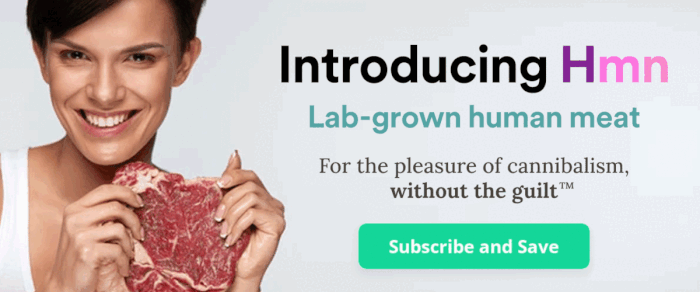 Introducing Hmn
Lab-grown human meat
For the pleasure of cannibalism,
without the guilt™
Subscribe and Save